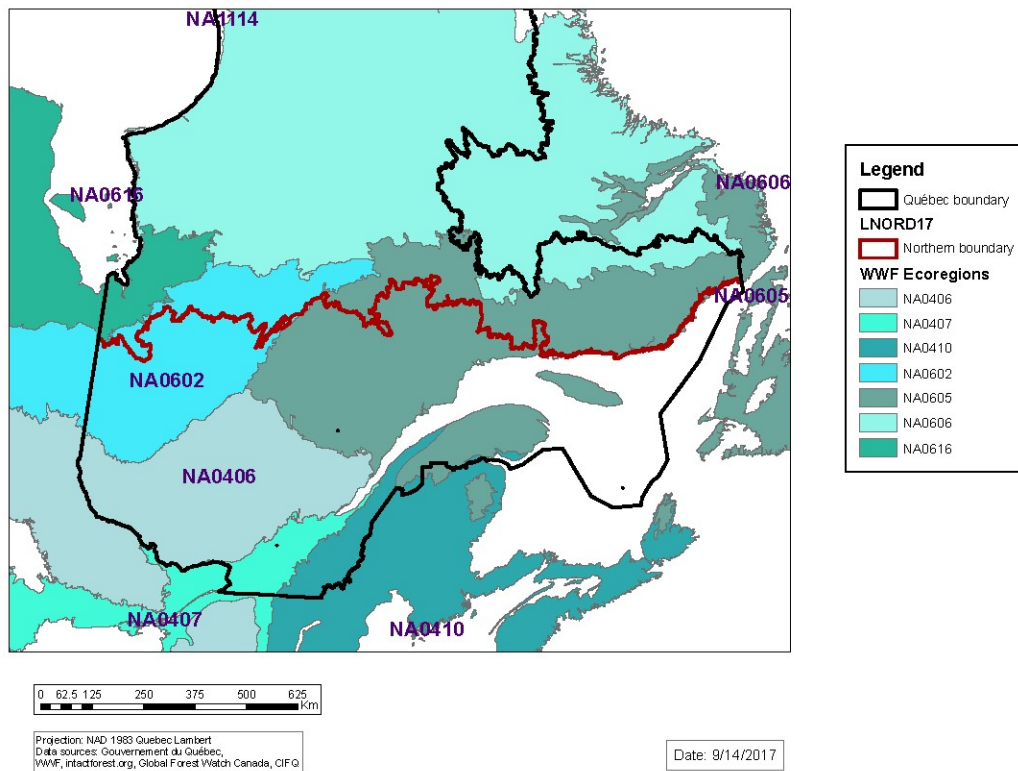 NA1114
NA0616
NA0606
NA0605
NA0602
NA0406
NA0407
NA0410
Legend
Québec boundary
LNORD17
Northern boundary
WWF Ecoregions
NA0406
NA0407
NA0410
NA0602
NA0605
NA0606
NA0616
0 62.5 125 250 375 500 625
Km
Projection: NAD 1983 Quebec Lambert
Data sources: Gouvernement du Québec,
WWF, intactforest.org, Global Forest Watch Canada, CIFQ
Date: 9/14/2017